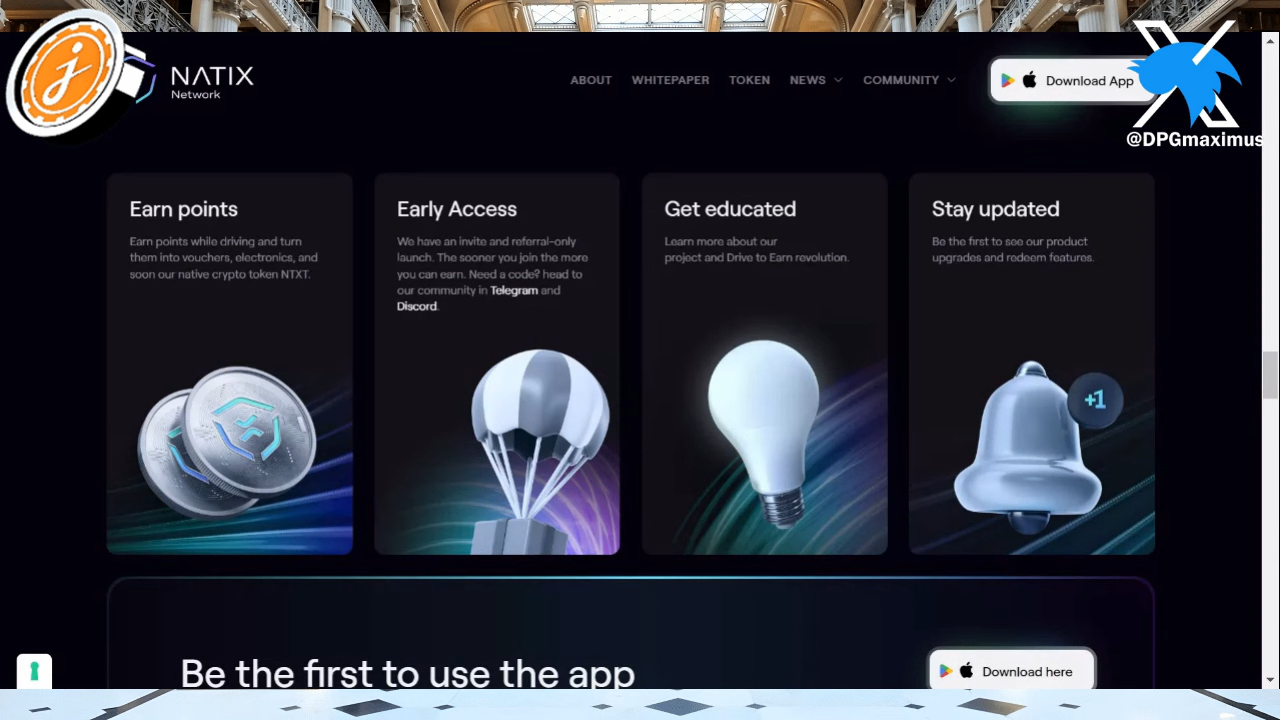 NATIX
Network
ABOUT WHITEPAPER TOKEN NEWS COMMUNITY
Download App
@DPGmaximus
Earn points
Earn points while driving and turn
them into vouchers, electronics, and
soon our native crypto token NTXT.
Early Access
We have an invite and referral-only
launch. The sooner you join the more
you can earn. Need a code? head to
our community in Telegram and
Discord.
Get educated
Learn more about our
project and Drive to Earn revolution.
Stay updated
Be the first to see our product
upgrades and redeem features.
+1
Be the first to use the app
Download here